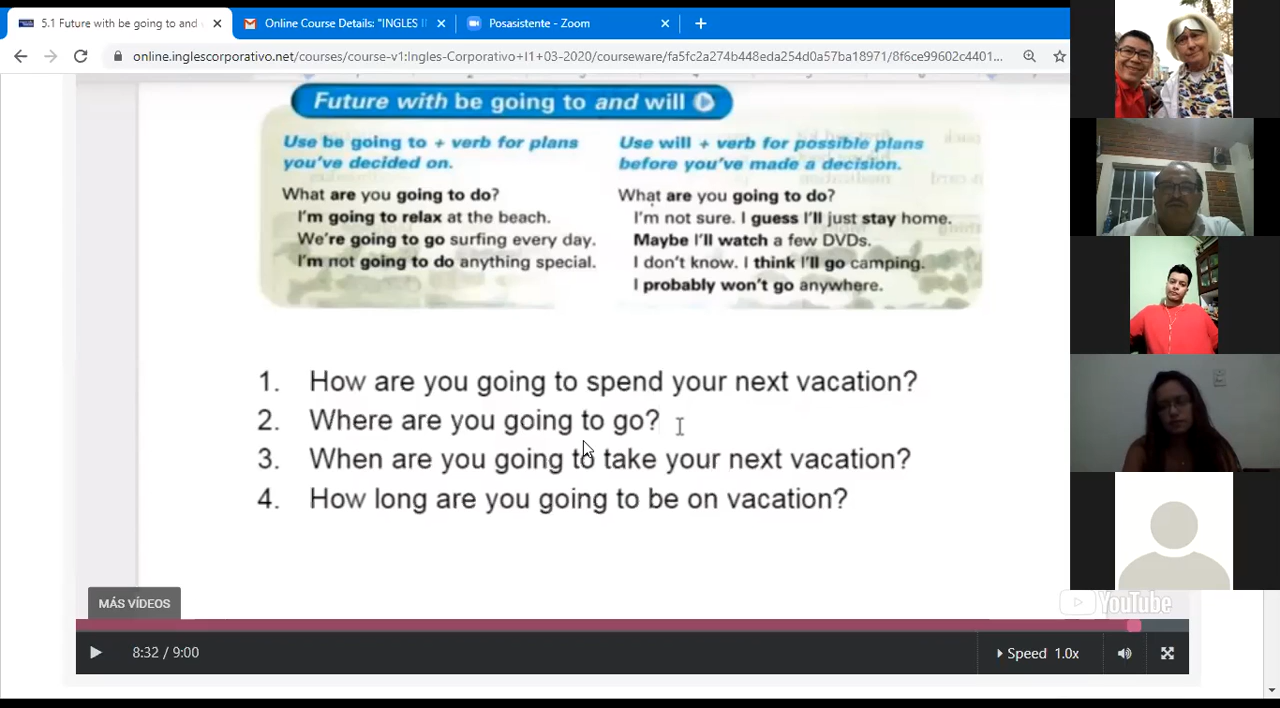 5.1 Future with be going to and
Online Course Details: "INGLES I
Posasistente - Zoom
online.inglescorporativo.net/courses/course-v1:Ingles-Corporativo+I1+03-2020/courseware/fa5fc2a274b448eda254d0a57ba18971/8f6ce99602c4401...
Future with be going to and will
Use be going to + verb for plans
you've decided on.
What are you going to do?
I'm going to relax at the beach.
We're going to go surfing every day.
I'm not going to do anything special.
Use will + verb for possible plans
before you've made a decision.
What are you going to do?
I'm not sure. I guess I'll just stay home.
Maybe I'll watch a few DVDs.
I don't know. I think I'll go camping.
I probably won't go anywhere.
1. How are you going to spend your next vacation?
2. Where are you going to go?
3. When are you going to take your next vacation?
4. How long are you going to be on vacation?
MÁS VÍDEOS
YouTube
8:32 / 9:00
Speed 1.0x